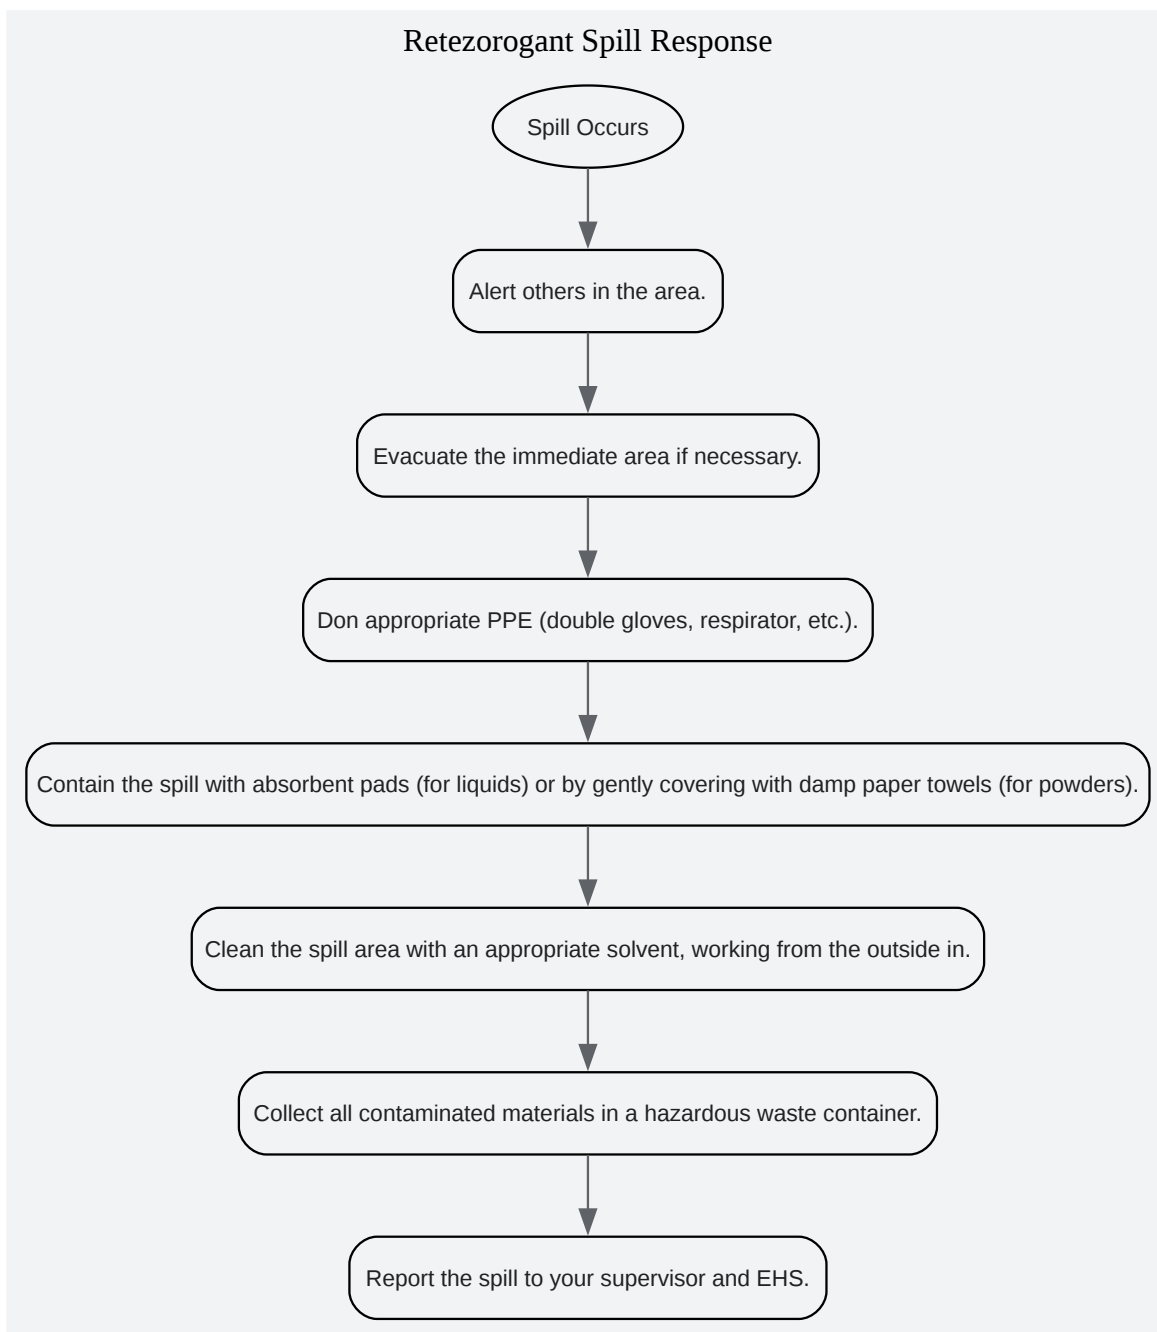 Retezorogant Spill Response
Spill Occurs
Alert others in the area.
Evacuate the immediate area if necessary.
Don appropriate PPE (double gloves, respirator, etc.).
Contain the spill with absorbent pads (for liquids) or by gently covering with damp paper towels (for powders).
Clean the spill area with an appropriate solvent, working from the outside in.
Collect all contaminated materials in a hazardous waste container.
Report the spill to your supervisor and EHS.